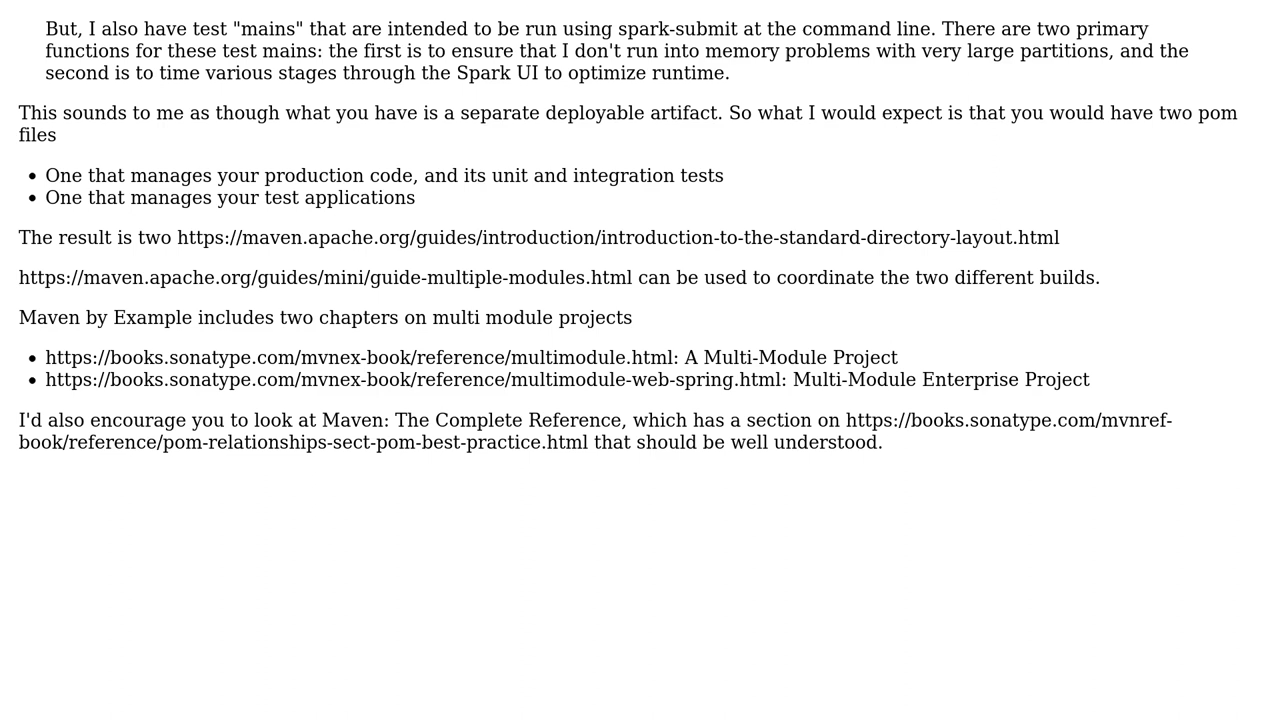 But, I also have test "mains" that are intended to be run using spark-submit at the command line. There are two primary
functions for these test mains: the first is to ensure that I don't run into memory problems with very large partitions, and the
second is to time various stages through the Spark UI to optimize runtime.
This sounds to me as though what you have is a separate deployable artifact. So what I would expect is that you would have two pom
files
• One that manages your production code, and its unit and integration tests
• One that manages your test applications
The result is two https://maven.apache.org/guides/introduction/introduction-to-the-standard-directory-layout.html
https://maven.apache.org/guides/mini/guide-multiple-modules.html can be used to coordinate the two different builds.
Maven by Example includes two chapters on multi module projects
• https://books.sonatype.com/mvnex-book/reference/multimodule.html: A Multi-Module Project
• https://books.sonatype.com/mvnex-book/reference/multimodule-web-spring.html: Multi-Module Enterprise Project
I'd also encourage you to look at Maven: The Complete Reference, which has a section on https://books.sonatype.com/mvnref-
book/reference/pom-relationships-sect-pom-best-practice.html that should be well understood.